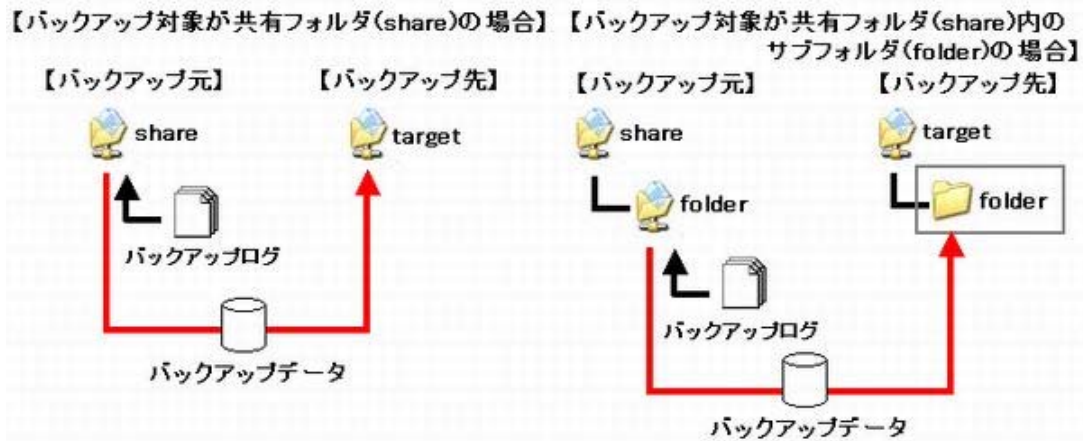 【バックアップ対象が共有フォルダ(share)の場合】
【バックアップ元】
【バックアップ先】
share
target
バックアップログ
バックアップデータ
【バックアップ対象が共有フォルダ(share)内の
サブフォルダ(folder)の場合】
【バックアップ元】
【バックアップ先】
share
target
folder
folder
バックアップログ
バックアップデータ